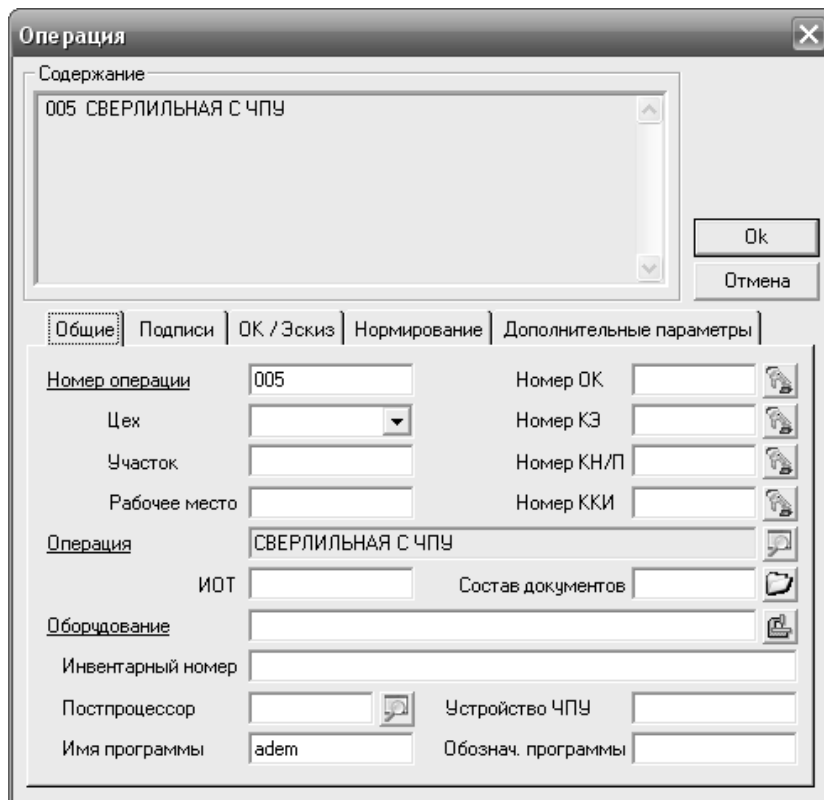 Операция
Содержание
005 СВЕРЛИЛЬНАЯ С ЧПУ
Ok
Отмена
Общие Подписи ОК / Эскиз Нормирование Дополнительные параметры
Номер операции 005 Номер ОК
Цех Номер КЭ
Участок Номер КН/П
Рабочее место Номер ККИ
Операция СВЕРЛИЛЬНАЯ С ЧПУ
ИОТ Состав документов
Оборудование
Инвентарный номер
Постпроцессор Устройство ЧПУ
Имя программы adem Обознач. программы